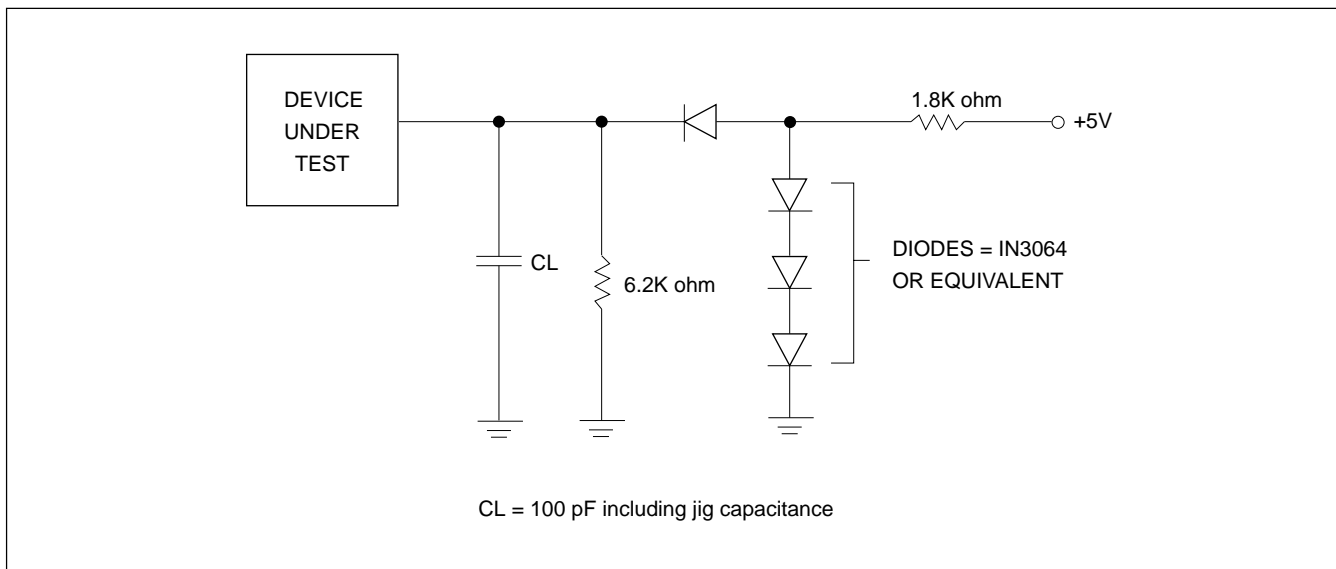 DEVICE
UNDER
TEST
1.8K ohm
+5V
CL
6.2K ohm
DIODES = IN3064
OR EQUIVALENT
CL = 100 pF including jig capacitance